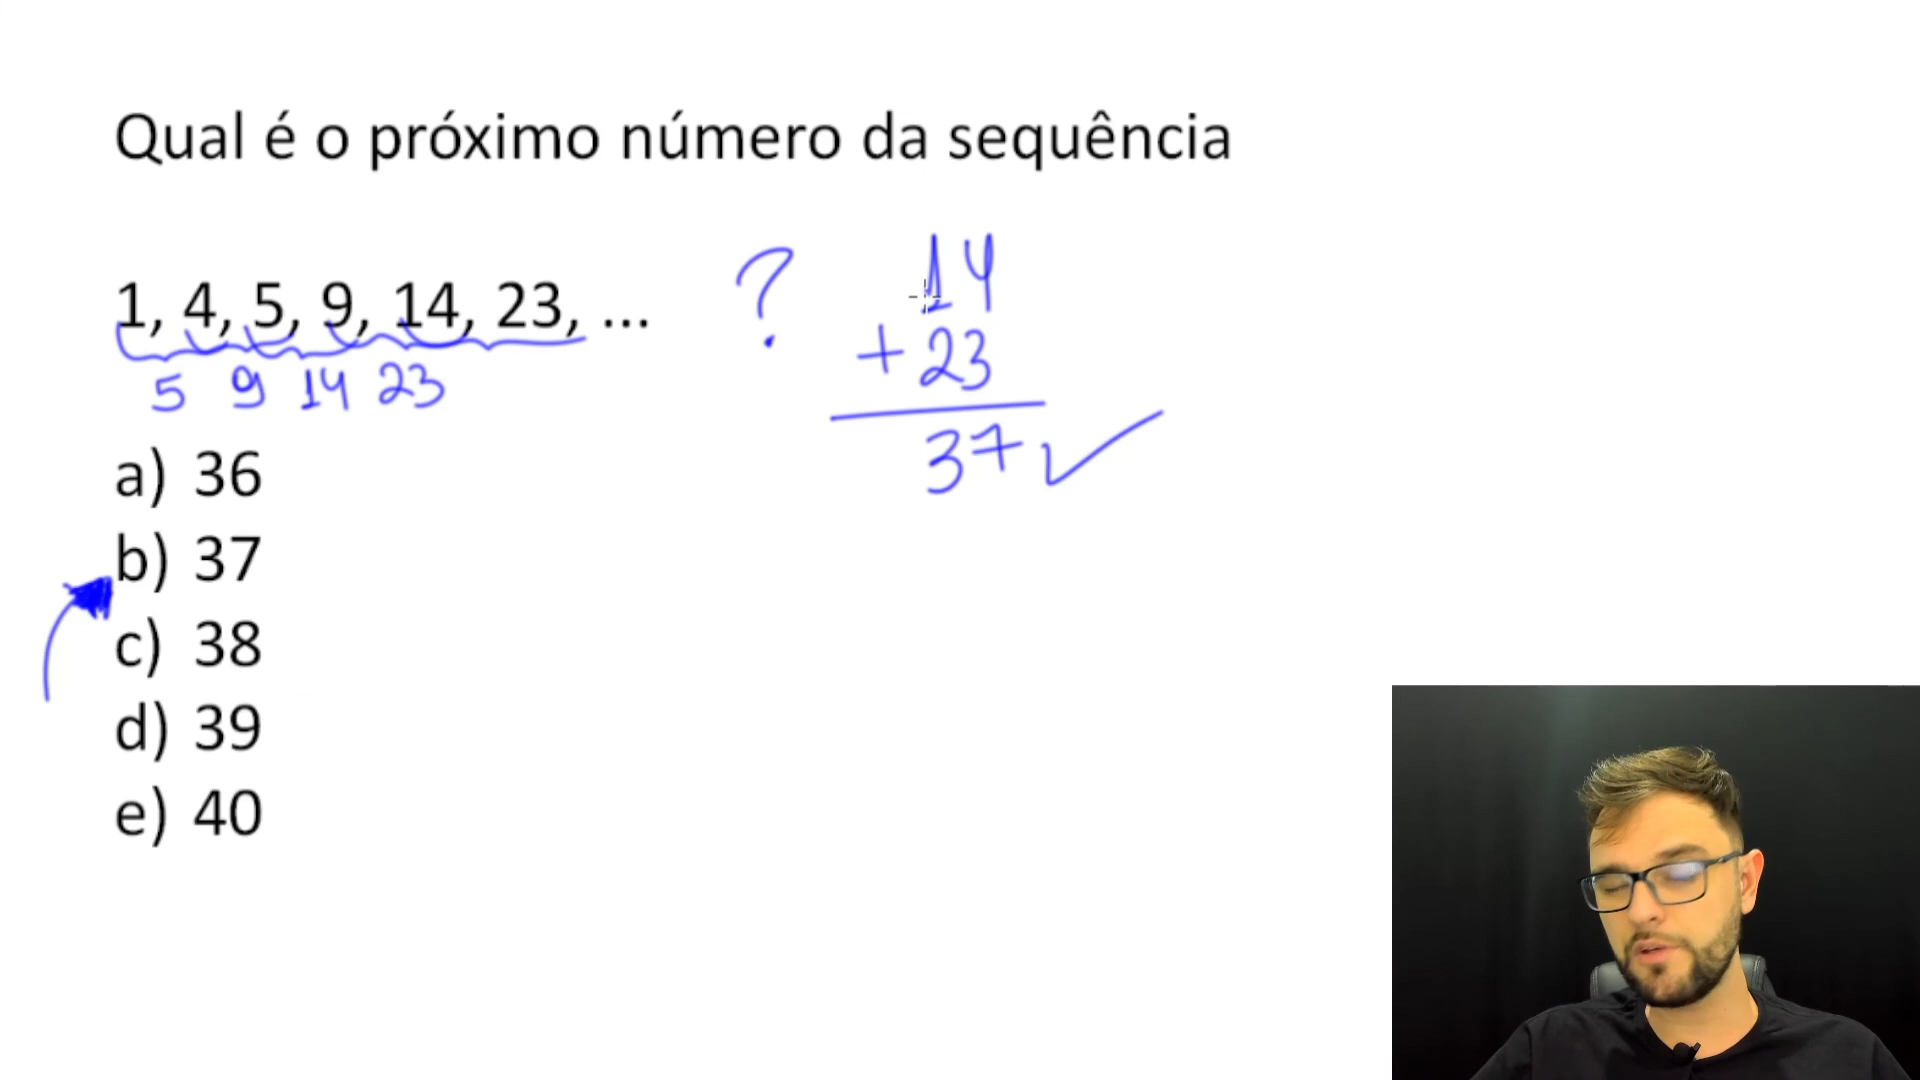 Qual é o próximo número da sequência
1, 4, 5, 9, 14, 23, ... ?
5 9 14 23
14
+ 23
37
a) 36
b) 37
c) 38
d) 39
e) 40